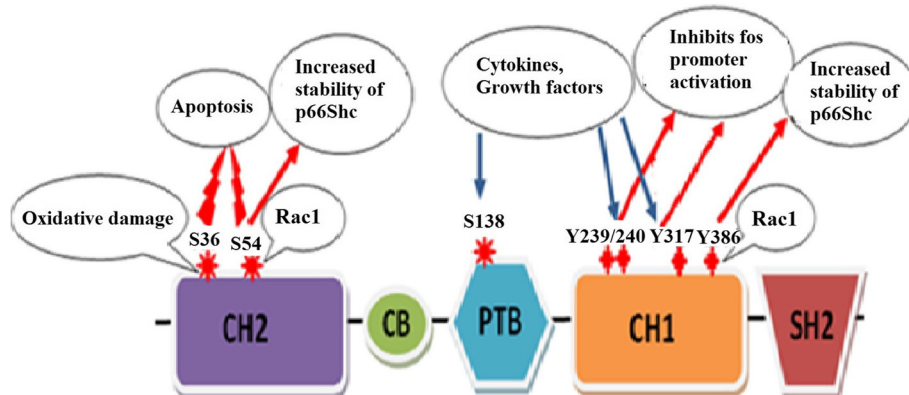 Apoptosis
Increased
stability of
p66Shc
Cytokines,
Growth factors
Inhibits fos
promoter
activation
Increased
stability of
p66Shc
Oxidative damage
S36
S54
Rac1
S138
Y239/240
Y317
Y386
Rac1
CH2
CB
PTB
CH1
SH2